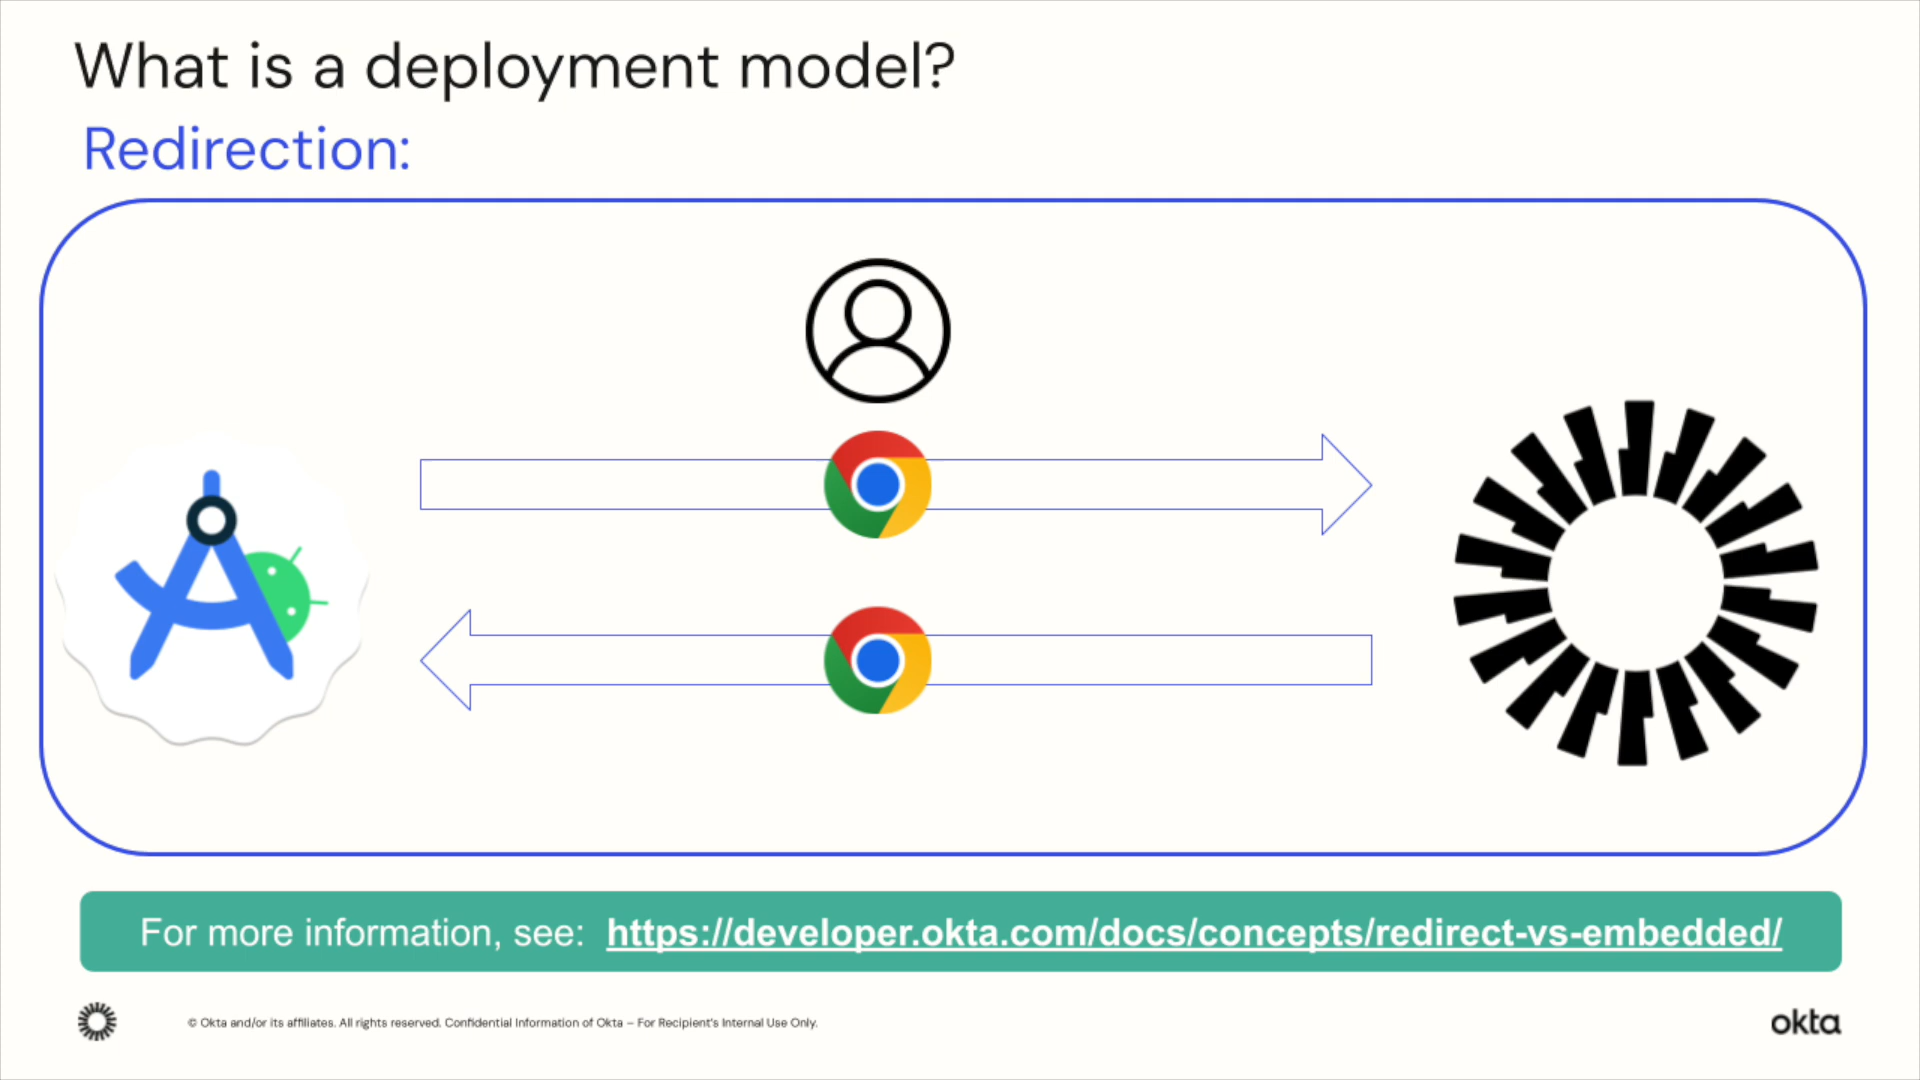 What is a deployment model?
Redirection:
For more information, see: https://developer.okta.com/docs/concepts/redirect-vs-embedded/
© Okta and/or its affiliates. All rights reserved. Confidential Information of Okta – For Recipient's Internal Use Only.
okta